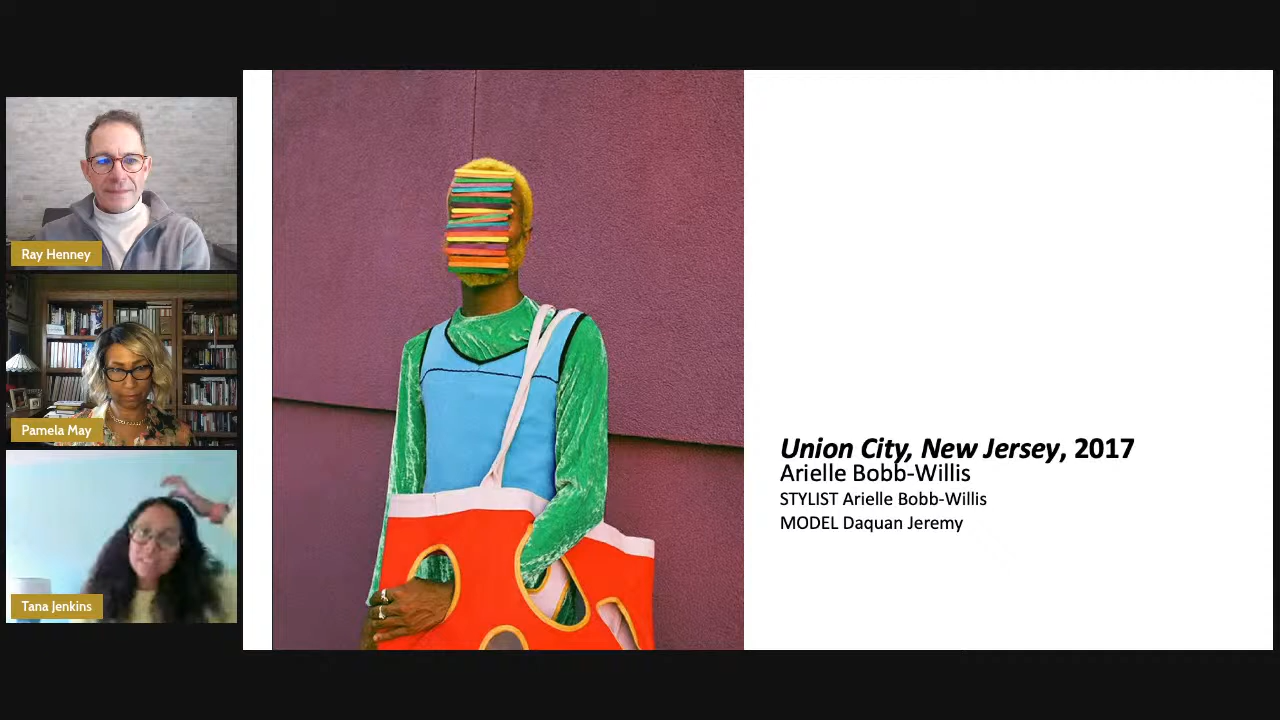 Ray Henney
Pamela May
Tana Jenkins
Union City, New Jersey, 2017
Arielle Bobb-Willis
STYLIST Arielle Bobb-Willis
MODEL Daquan Jeremy